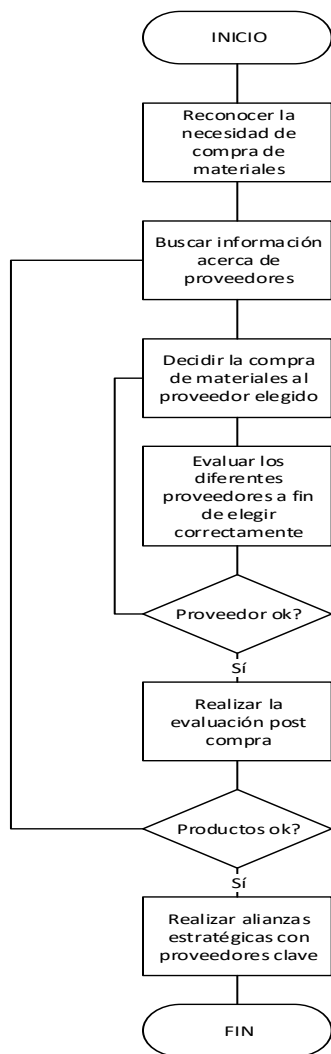 INICIO
Reconocer la
necesidad de
compra de
materiales
Buscar información
acerca de
proveedores
Decidir la compra
de materiales al
proveedor elegido
Evaluar los
diferentes
proveedores a fin
de elegir
correctamente
Proveedor ok?
Sí
Realizar la
evaluación post
compra
Productos ok?
Sí
Realizar alianzas
estratégicas con
proveedores clave
FIN